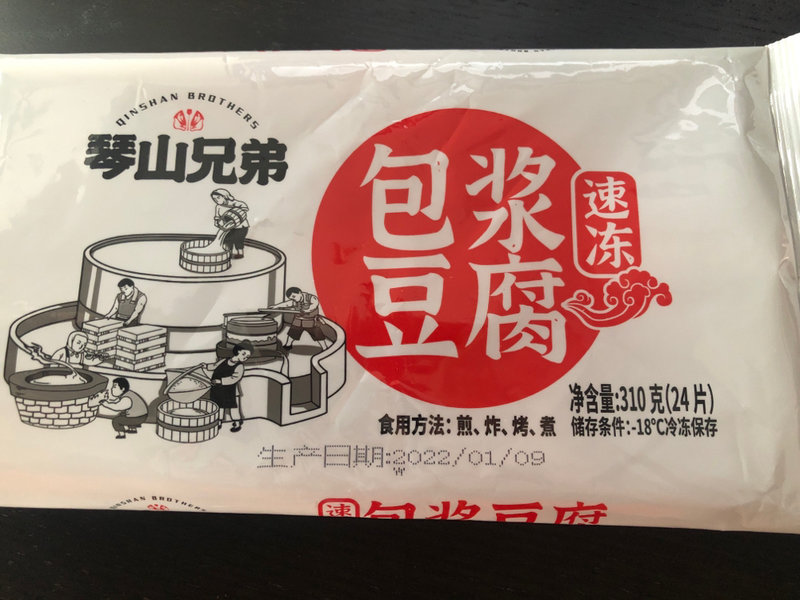 QINSHAN BROTHERS
琴山兄弟
包浆
豆腐
速冻
净含量:310克(24片)
食用方法：煎、炸、烤、煮
储存条件:-18℃冷冻保存
生产日期:2022/01/09
W
QINSHAN BROTHERS
速
包浆豆腐